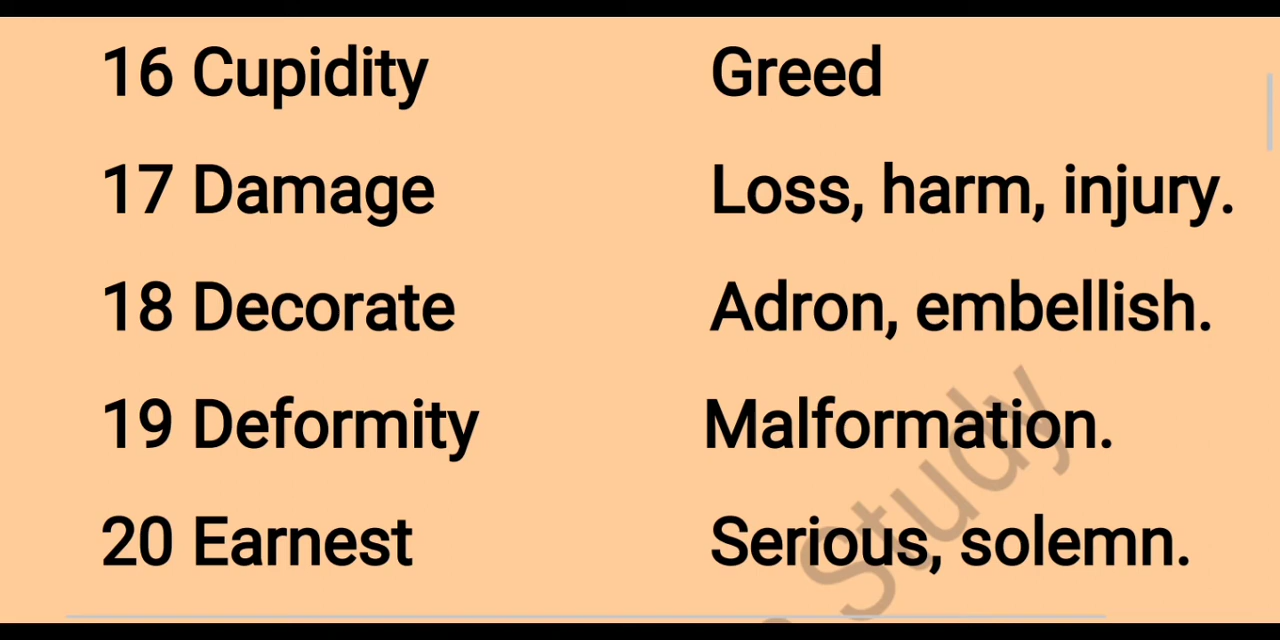 16 Cupidity Greed
17 Damage Loss, harm, injury.
18 Decorate Adron, embellish.
19 Deformity Malformation.
20 Earnest Serious, solemn.
Study